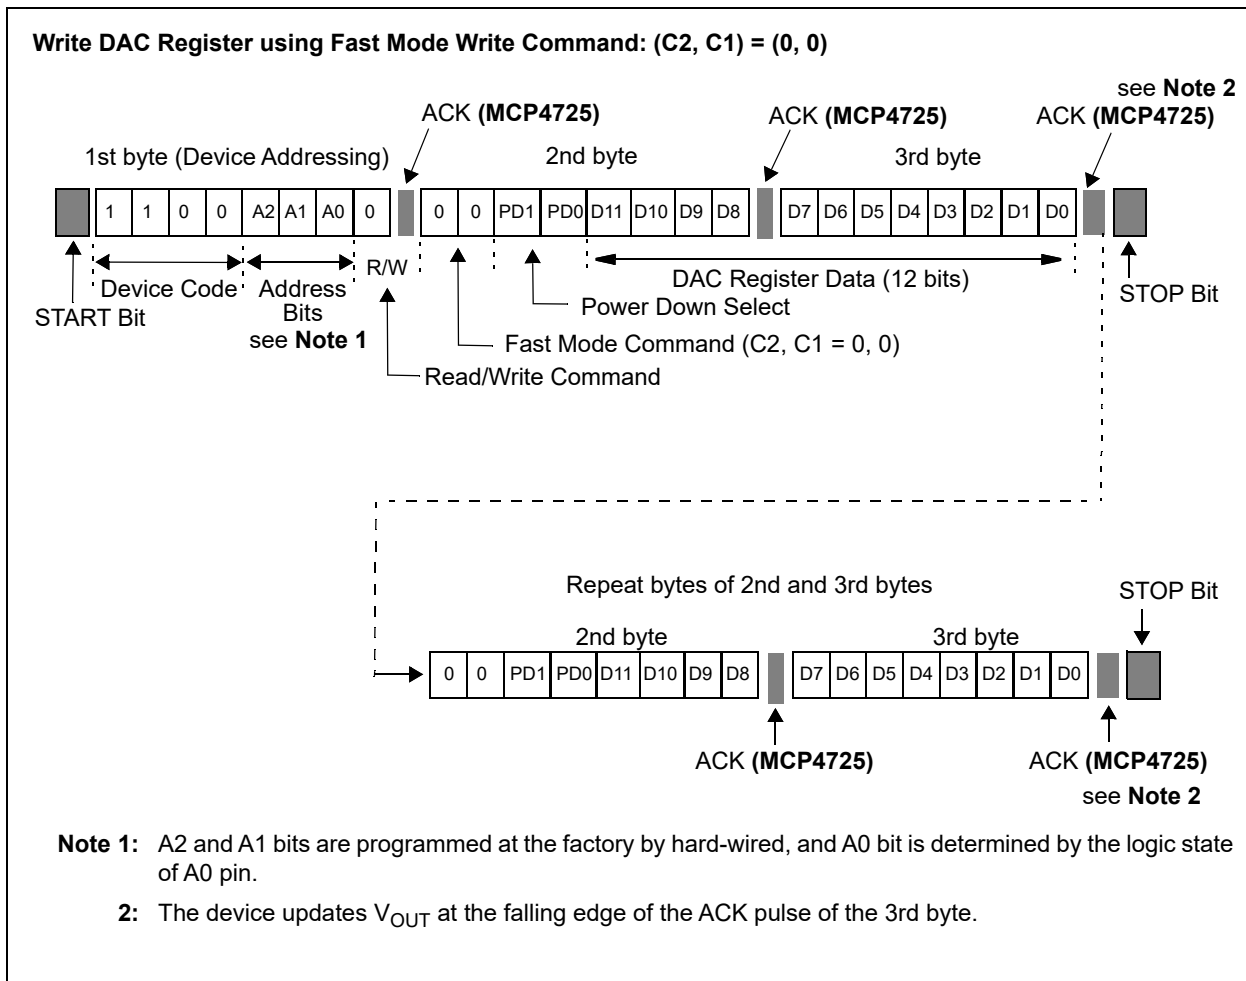 Write DAC Register using Fast Mode Write Command: (C2, C1) = (0, 0)
see Note 2
ACK (MCP4725)
ACK (MCP4725)
ACK (MCP4725)
1st byte (Device Addressing)
2nd byte
3rd byte
1 1 0 0 A2 A1 A0 0 0 0 PD1 PD0 D11 D10 D9 D8 D7 D6 D5 D4 D3 D2 D1 D0
R/W
Device Code
Address
Bits
see Note 1
DAC Register Data (12 bits)
START Bit
Power Down Select
STOP Bit
Fast Mode Command (C2, C1 = 0, 0)
Read/Write Command
Repeat bytes of 2nd and 3rd bytes
STOP Bit
2nd byte
3rd byte
0 0 PD1 PD0 D11 D10 D9 D8 D7 D6 D5 D4 D3 D2 D1 D0
ACK (MCP4725)
ACK (MCP4725)
see Note 2
Note 1: A2 and A1 bits are programmed at the factory by hard-wired, and A0 bit is determined by the logic state
of A0 pin.
2: The device updates VOUT at the falling edge of the ACK pulse of the 3rd byte.